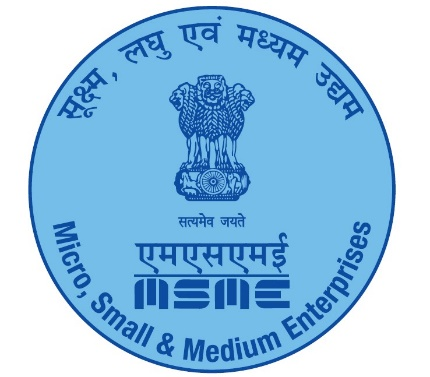 सूक्ष्म, लघु एवं मध्यम उद्यम
सत्यमेव जयते
एमएसएमई
MSME
Micro, Small & Medium Enterprises